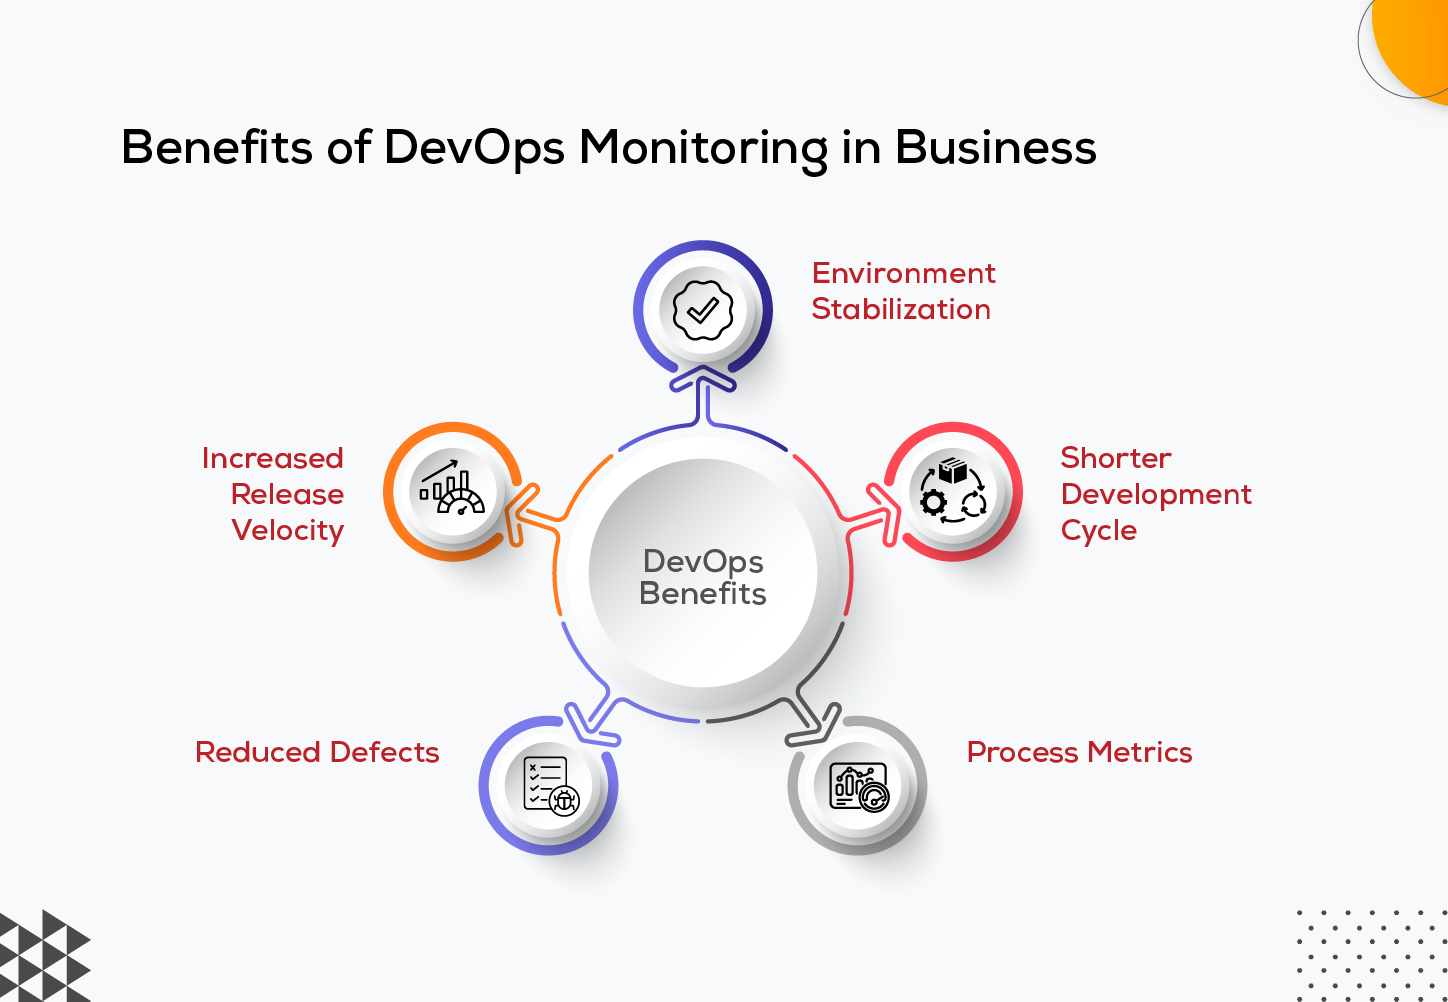 Benefits of DevOps Monitoring in Business
Environment
Stabilization
Increased
Release
Velocity
Shorter
Development
Cycle
DevOps
Benefits
Reduced Defects
Process Metrics